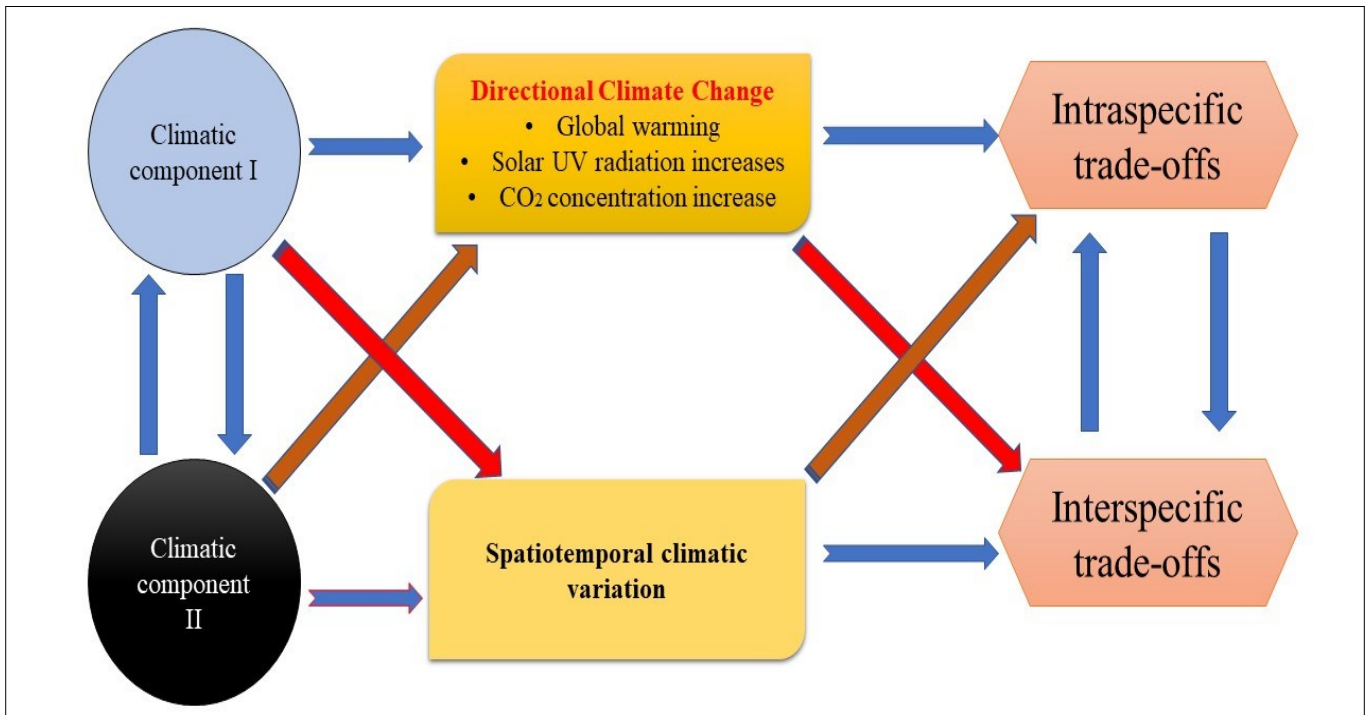 Climatic
component I
Directional Climate Change
• Global warming
• Solar UV radiation increases
• CO₂ concentration increase
Intraspecific
trade-offs
Climatic
component
II
Spatiotemporal climatic
variation
Interspecific
trade-offs